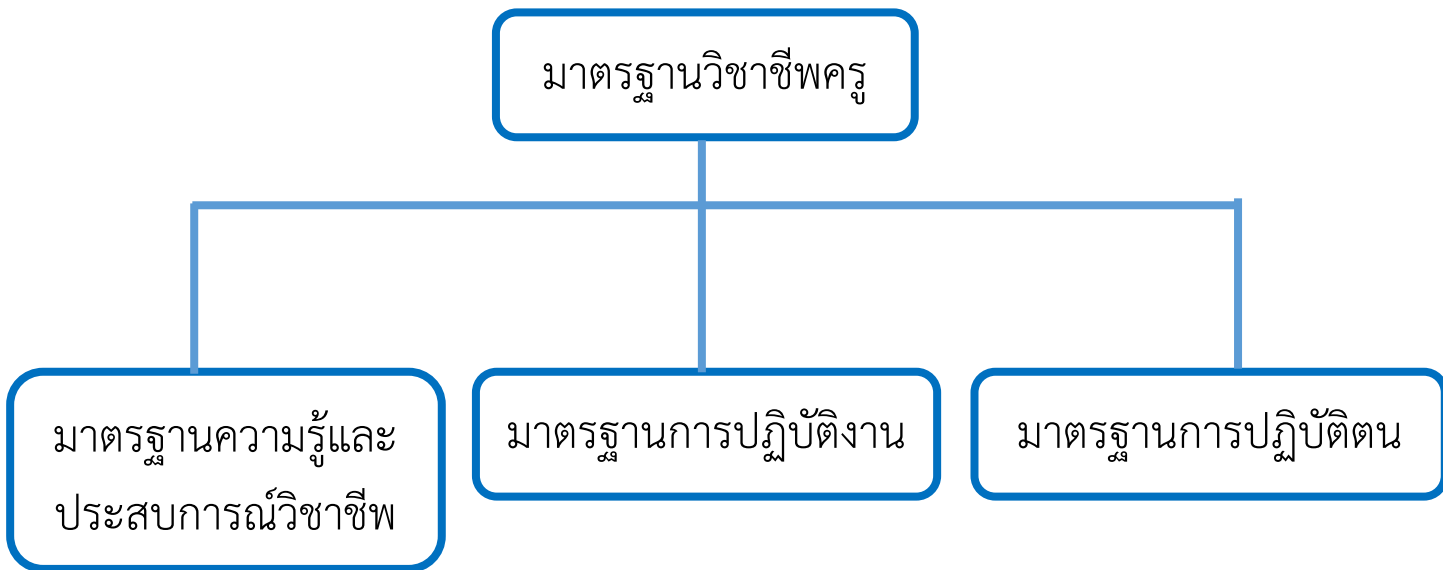 มาตรฐานวิชาชีพครู
มาตรฐานความรู้และ
ประสบการณ์วิชาชีพ
มาตรฐานการปฏิบัติงาน
มาตรฐานการปฏิบัติตน